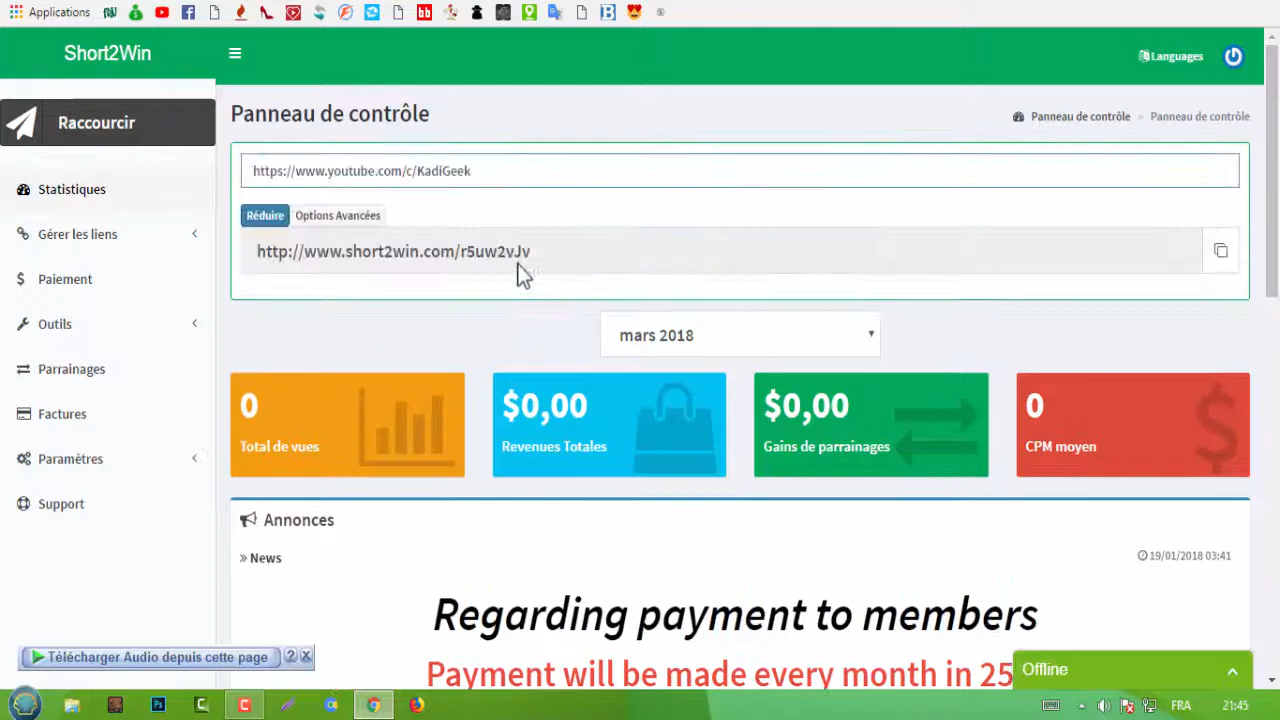 Applications
bb
B
Short2Win
Languages
Raccourcir
Panneau de contrôle
Panneau de contrôle » Panneau de contrôle
https://www.youtube.com/c/KadiGeek
Statistiques
Réduire Options Avancées
Gérer les liens
http://www.short2win.com/r5uw2vJv
Paiement
Outils
mars 2018
Parrainages
Factures
Paramètres
Support
0
Total de vues
$0,00
Revenues Totales
$0,00
Gains de parrainages
0
CPM moyen
Annonces
» News
19/01/2018 03:41
Regarding payment to members
Payment will be made every month in 25
Télécharger Audio depuis cette page ? X
Offline
Ps
C
C
FRA
21:45